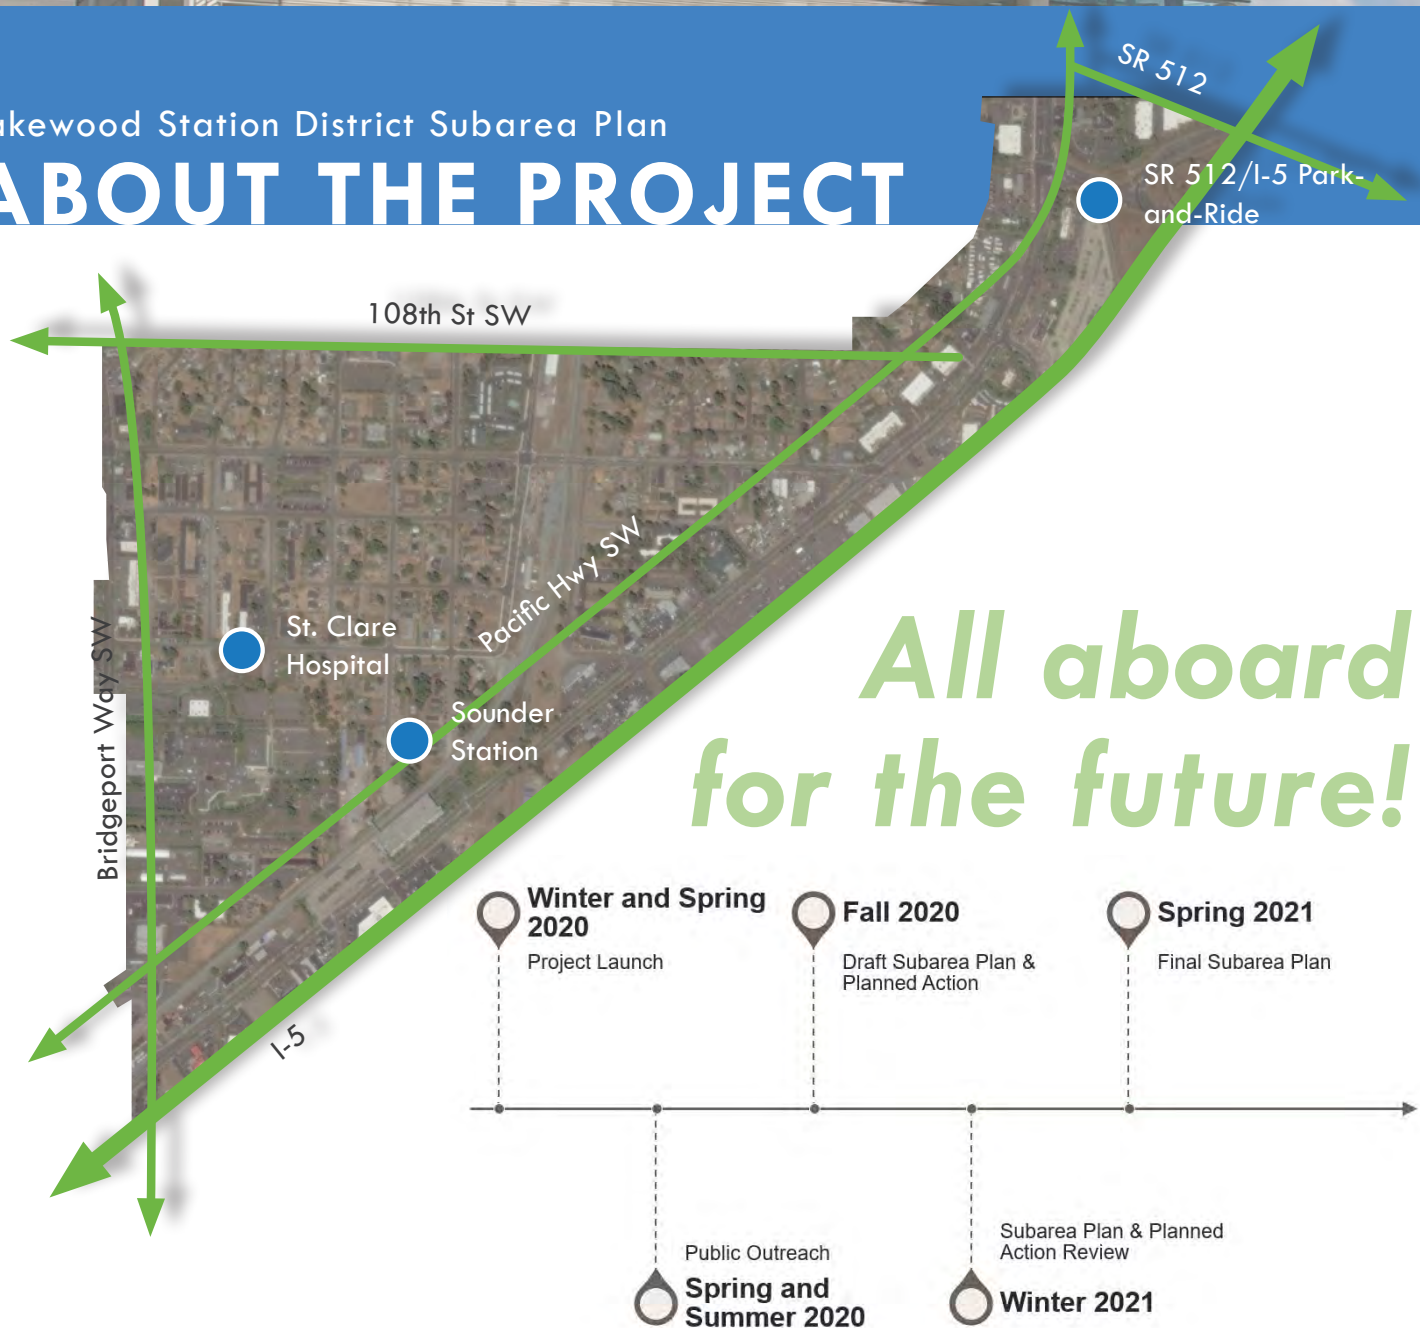 akewood Station District Subarea Plan
ABOUT THE PROJECT
SR 512
SR 512/I-5 Park-
and-Ride
108th St SW
Pacific Hwy SW
St. Clare
Hospital
Sounder
Station
Bridgeport Way SW
I-5
All aboard
for the future!
Winter and Spring
2020
Project Launch
Fall 2020
Draft Subarea Plan &
Planned Action
Spring 2021
Final Subarea Plan
Public Outreach
Spring and
Summer 2020
Subarea Plan & Planned
Action Review
Winter 2021